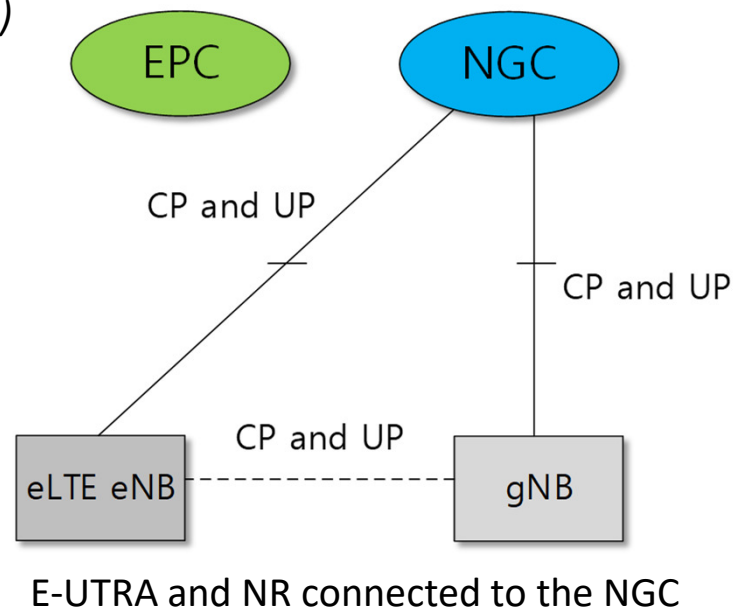 )
EPC
NGC
CP and UP
CP and UP
CP and UP
eLTE eNB
gNB
E-UTRA and NR connected to the NGC